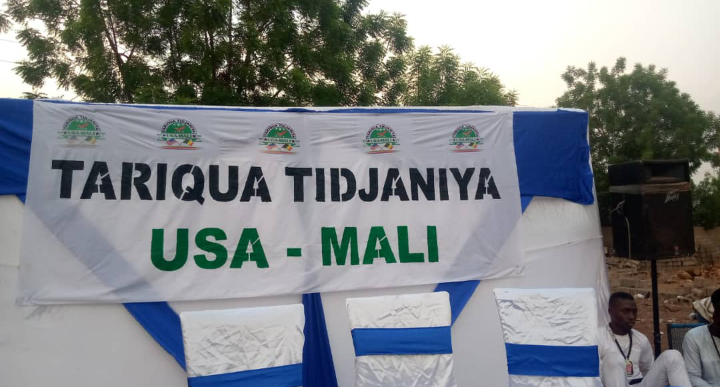 TARIQUA TIDJANIYA
USA - MALI